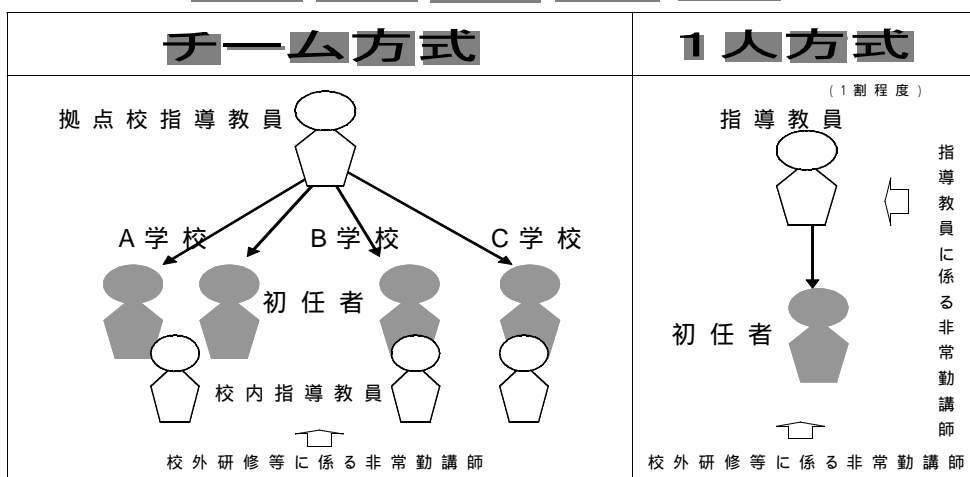 チーム方式
1人方式
(1割程度)
拠点校指導教員
指導教員
指導教員に係る非常勤講師
A学校
B学校
C学校
初任者
初任者
校内指導教員
校外研修等に係る非常勤講師
校外研修等に係る非常勤講師